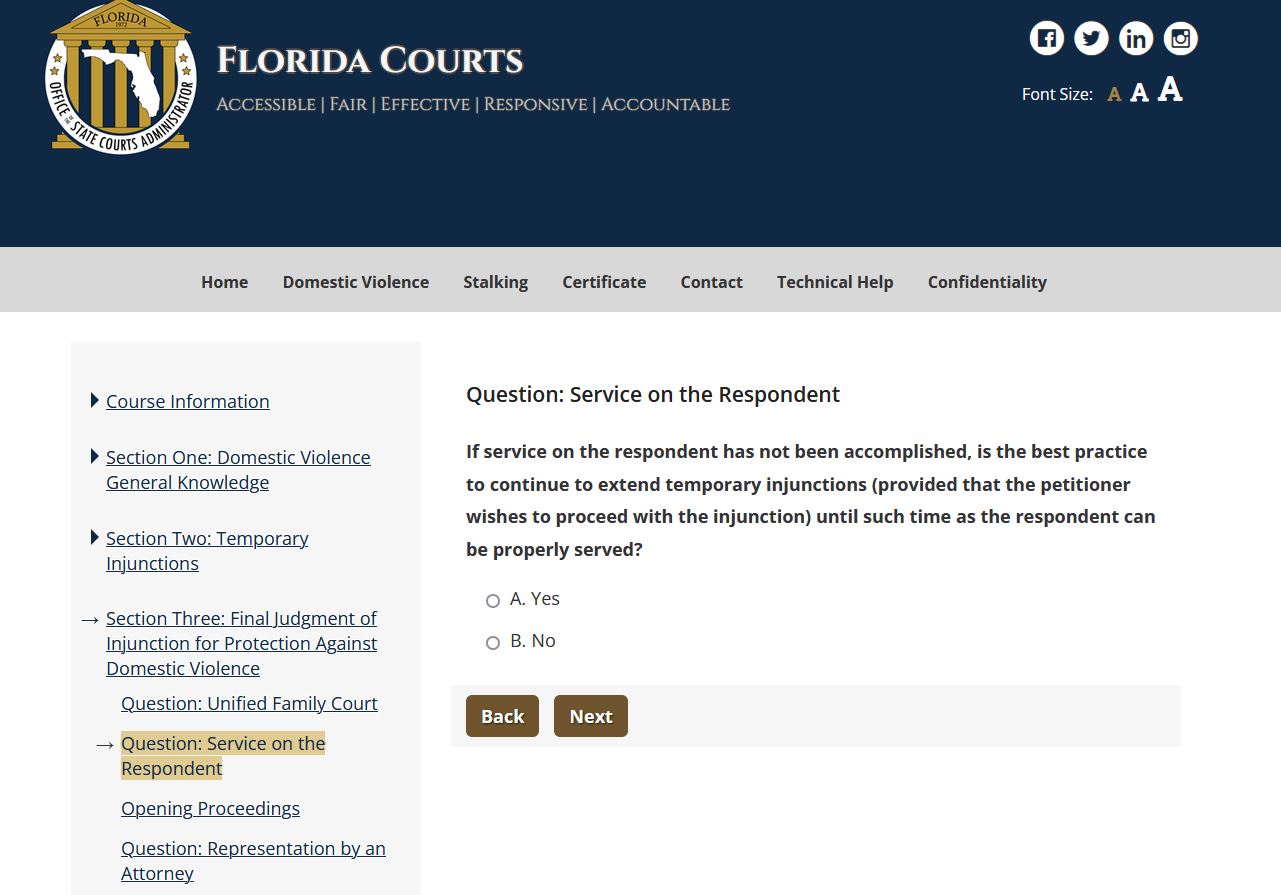 FLORIDA
1972
OFFICE OF THE STATE COURTS ADMINISTRATOR
FLORIDA COURTS
ACCESSIBLE | FAIR | EFFECTIVE | RESPONSIVE | ACCOUNTABLE
Font Size: A A A
Home Domestic Violence Stalking Certificate Contact Technical Help Confidentiality
Course Information
Section One: Domestic Violence
General Knowledge
Section Two: Temporary
Injunctions
→ Section Three: Final Judgment of
Injunction for Protection Against
Domestic Violence
Question: Unified Family Court
→ Question: Service on the
Respondent
Opening Proceedings
Question: Representation by an
Attorney
Question: Service on the Respondent
If service on the respondent has not been accomplished, is the best practice
to continue to extend temporary injunctions (provided that the petitioner
wishes to proceed with the injunction) until such time as the respondent can
be properly served?
A. Yes
B. No
Back Next